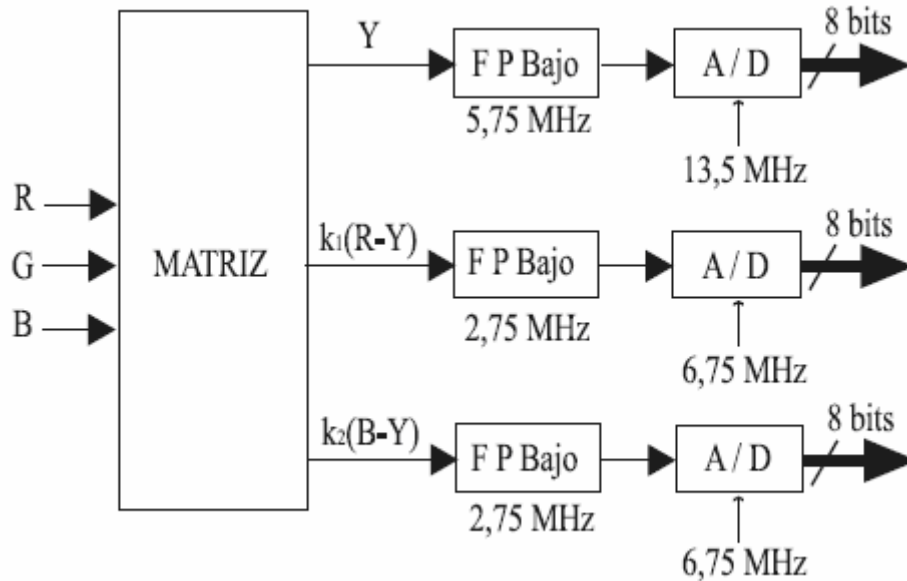 Y
F P Bajo
5,75 MHz
A / D
13,5 MHz
8 bits
R
G
B
MATRIZ
k₁(R-Y)
F P Bajo
2,75 MHz
A / D
6,75 MHz
8 bits
k₂(B-Y)
F P Bajo
2,75 MHz
A / D
6,75 MHz
8 bits